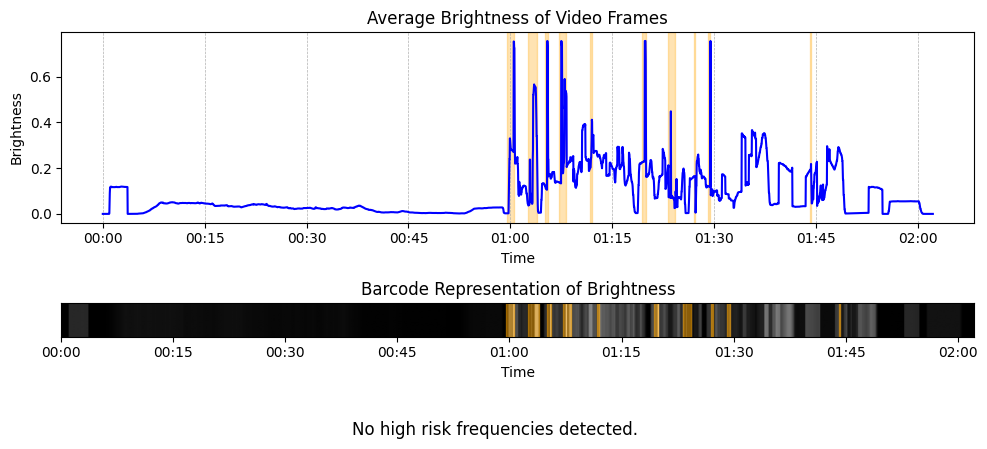 Average Brightness of Video Frames
Brightness
0.6
0.4
0.2
0.0
00:00 00:15 00:30 00:45 01:00 01:15 01:30 01:45 02:00
Time
Barcode Representation of Brightness
00:00 00:15 00:30 00:45 01:00 01:15 01:30 01:45 02:00
Time
No high risk frequencies detected.